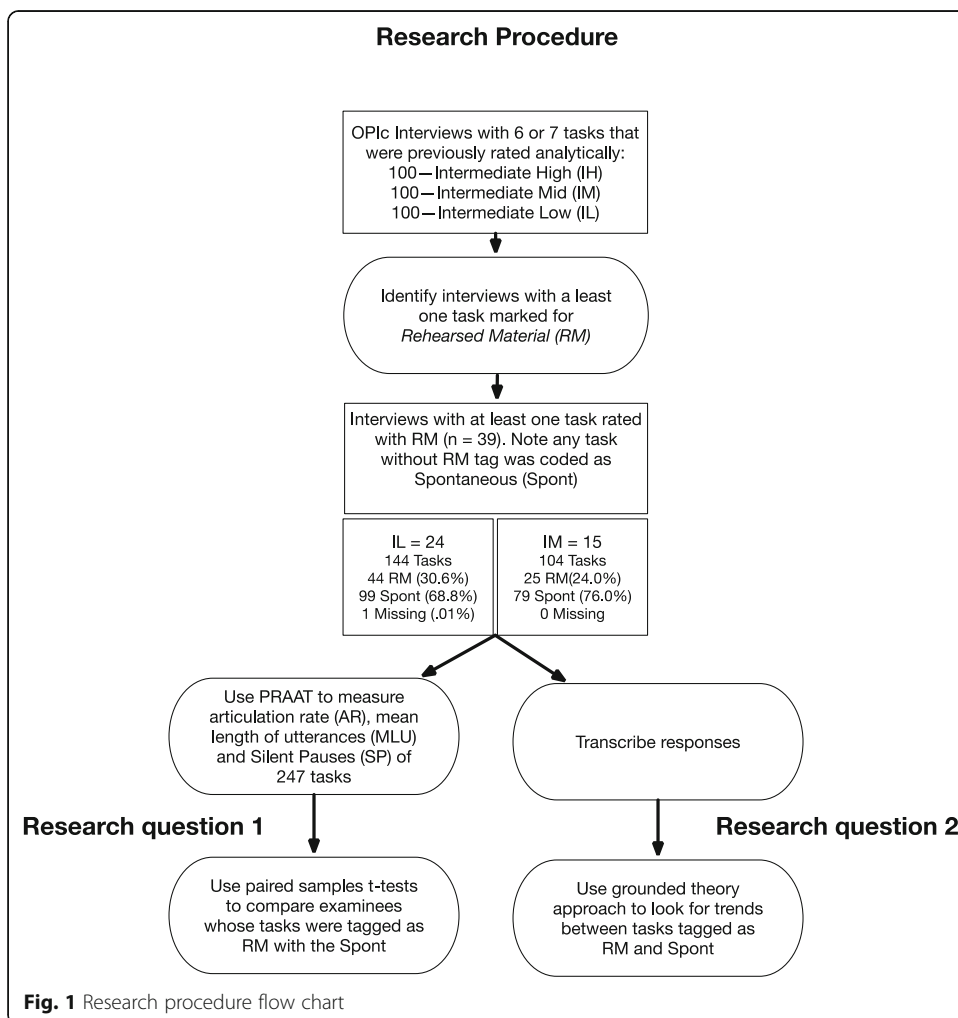 Research Procedure
OPIc Interviews with 6 or 7 tasks that
were previously rated analytically:
100—Intermediate High (IH)
100—Intermediate Mid (IM)
100—Intermediate Low (IL)
Identify interviews with a least
one task marked for
Rehearsed Material (RM)
Interviews with at least one task rated
with RM (n = 39). Note any task
without RM tag was coded as
Spontaneous (Spont)
IL = 24
144 Tasks
44 RM (30.6%)
99 Spont (68.8%)
1 Missing (.01%)
IM = 15
104 Tasks
25 RM(24.0%)
79 Spont (76.0%)
0 Missing
Use PRAAT to measure
articulation rate (AR), mean
length of utterances (MLU)
and Silent Pauses (SP) of
247 tasks
Transcribe responses
Research question 1
Research question 2
Use paired samples t-tests
to compare examinees
whose tasks were tagged as
RM with the Spont
Use grounded theory
approach to look for trends
between tasks tagged as
RM and Spont
Fig. 1 Research procedure flow chart